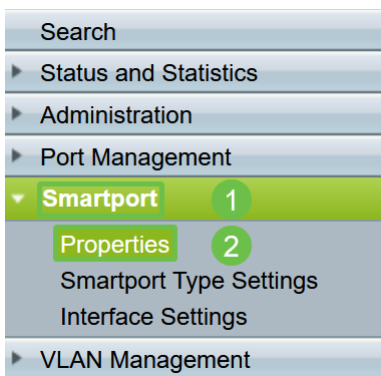 Search
Status and Statistics
Administration
Port Management
Smartport 1
Properties 2
Smartport Type Settings
Interface Settings
VLAN Management